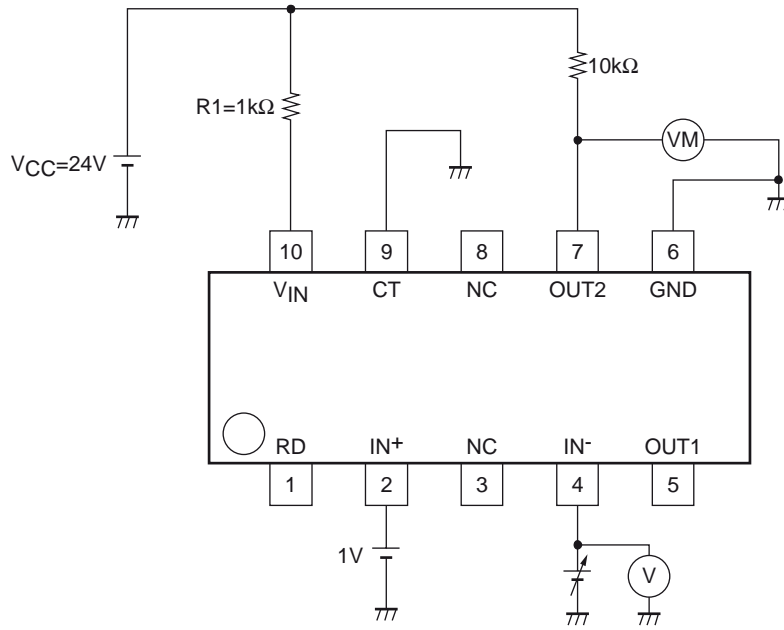 10kΩ
R1=1kΩ
VM
VCC=24V
10 9 8 7 6
VIN CT NC OUT2 GND
RD IN+ NC IN- OUT1
1 2 3 4 5
1V
V